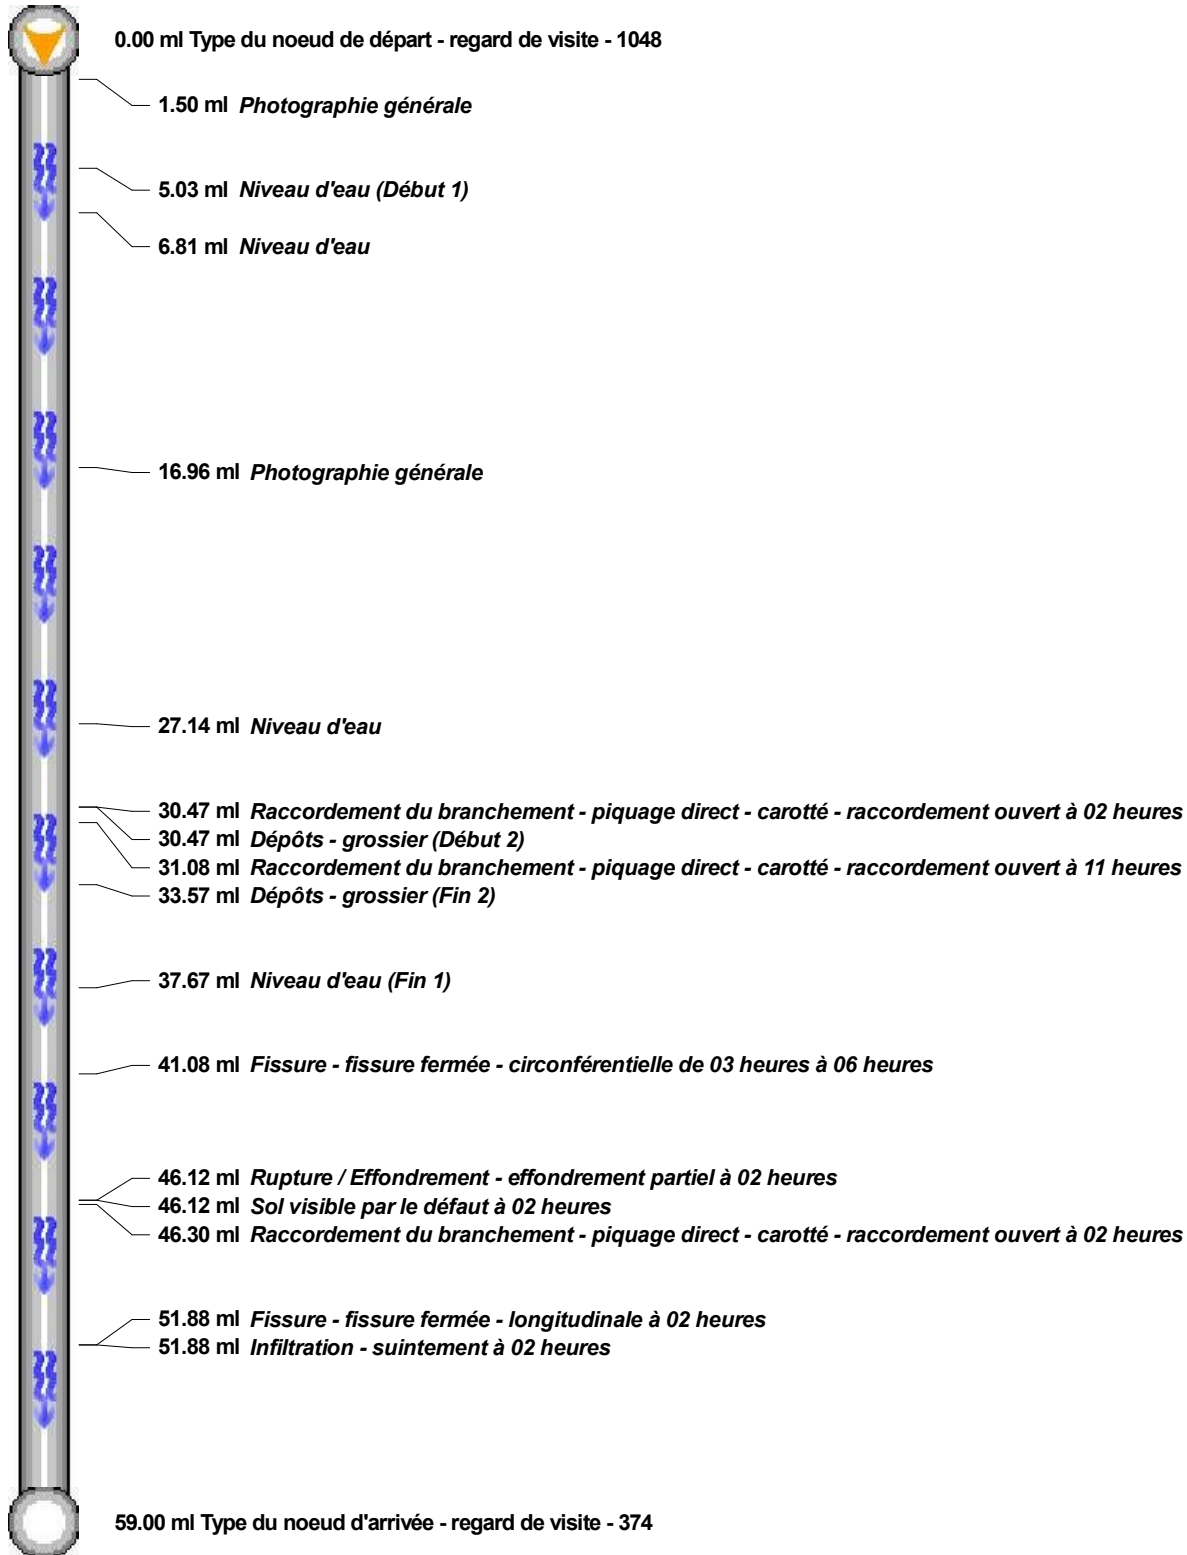 0.00 ml Type du noeud de départ - regard de visite - 1048
1.50 ml Photographie générale
5.03 ml Niveau d'eau (Début 1)
6.81 ml Niveau d'eau
16.96 ml Photographie générale
27.14 ml Niveau d'eau
30.47 ml Raccordement du branchement - piquage direct - carotté - raccordement ouvert à 02 heures
30.47 ml Dépôts - grossier (Début 2)
31.08 ml Raccordement du branchement - piquage direct - carotté - raccordement ouvert à 11 heures
33.57 ml Dépôts - grossier (Fin 2)
37.67 ml Niveau d'eau (Fin 1)
41.08 ml Fissure - fissure fermée - circonférentielle de 03 heures à 06 heures
46.12 ml Rupture / Effondrement - effondrement partiel à 02 heures
46.12 ml Sol visible par le défaut à 02 heures
46.30 ml Raccordement du branchement - piquage direct - carotté - raccordement ouvert à 02 heures
51.88 ml Fissure - fissure fermée - longitudinale à 02 heures
51.88 ml Infiltration - suintement à 02 heures
59.00 ml Type du noeud d'arrivée - regard de visite - 374